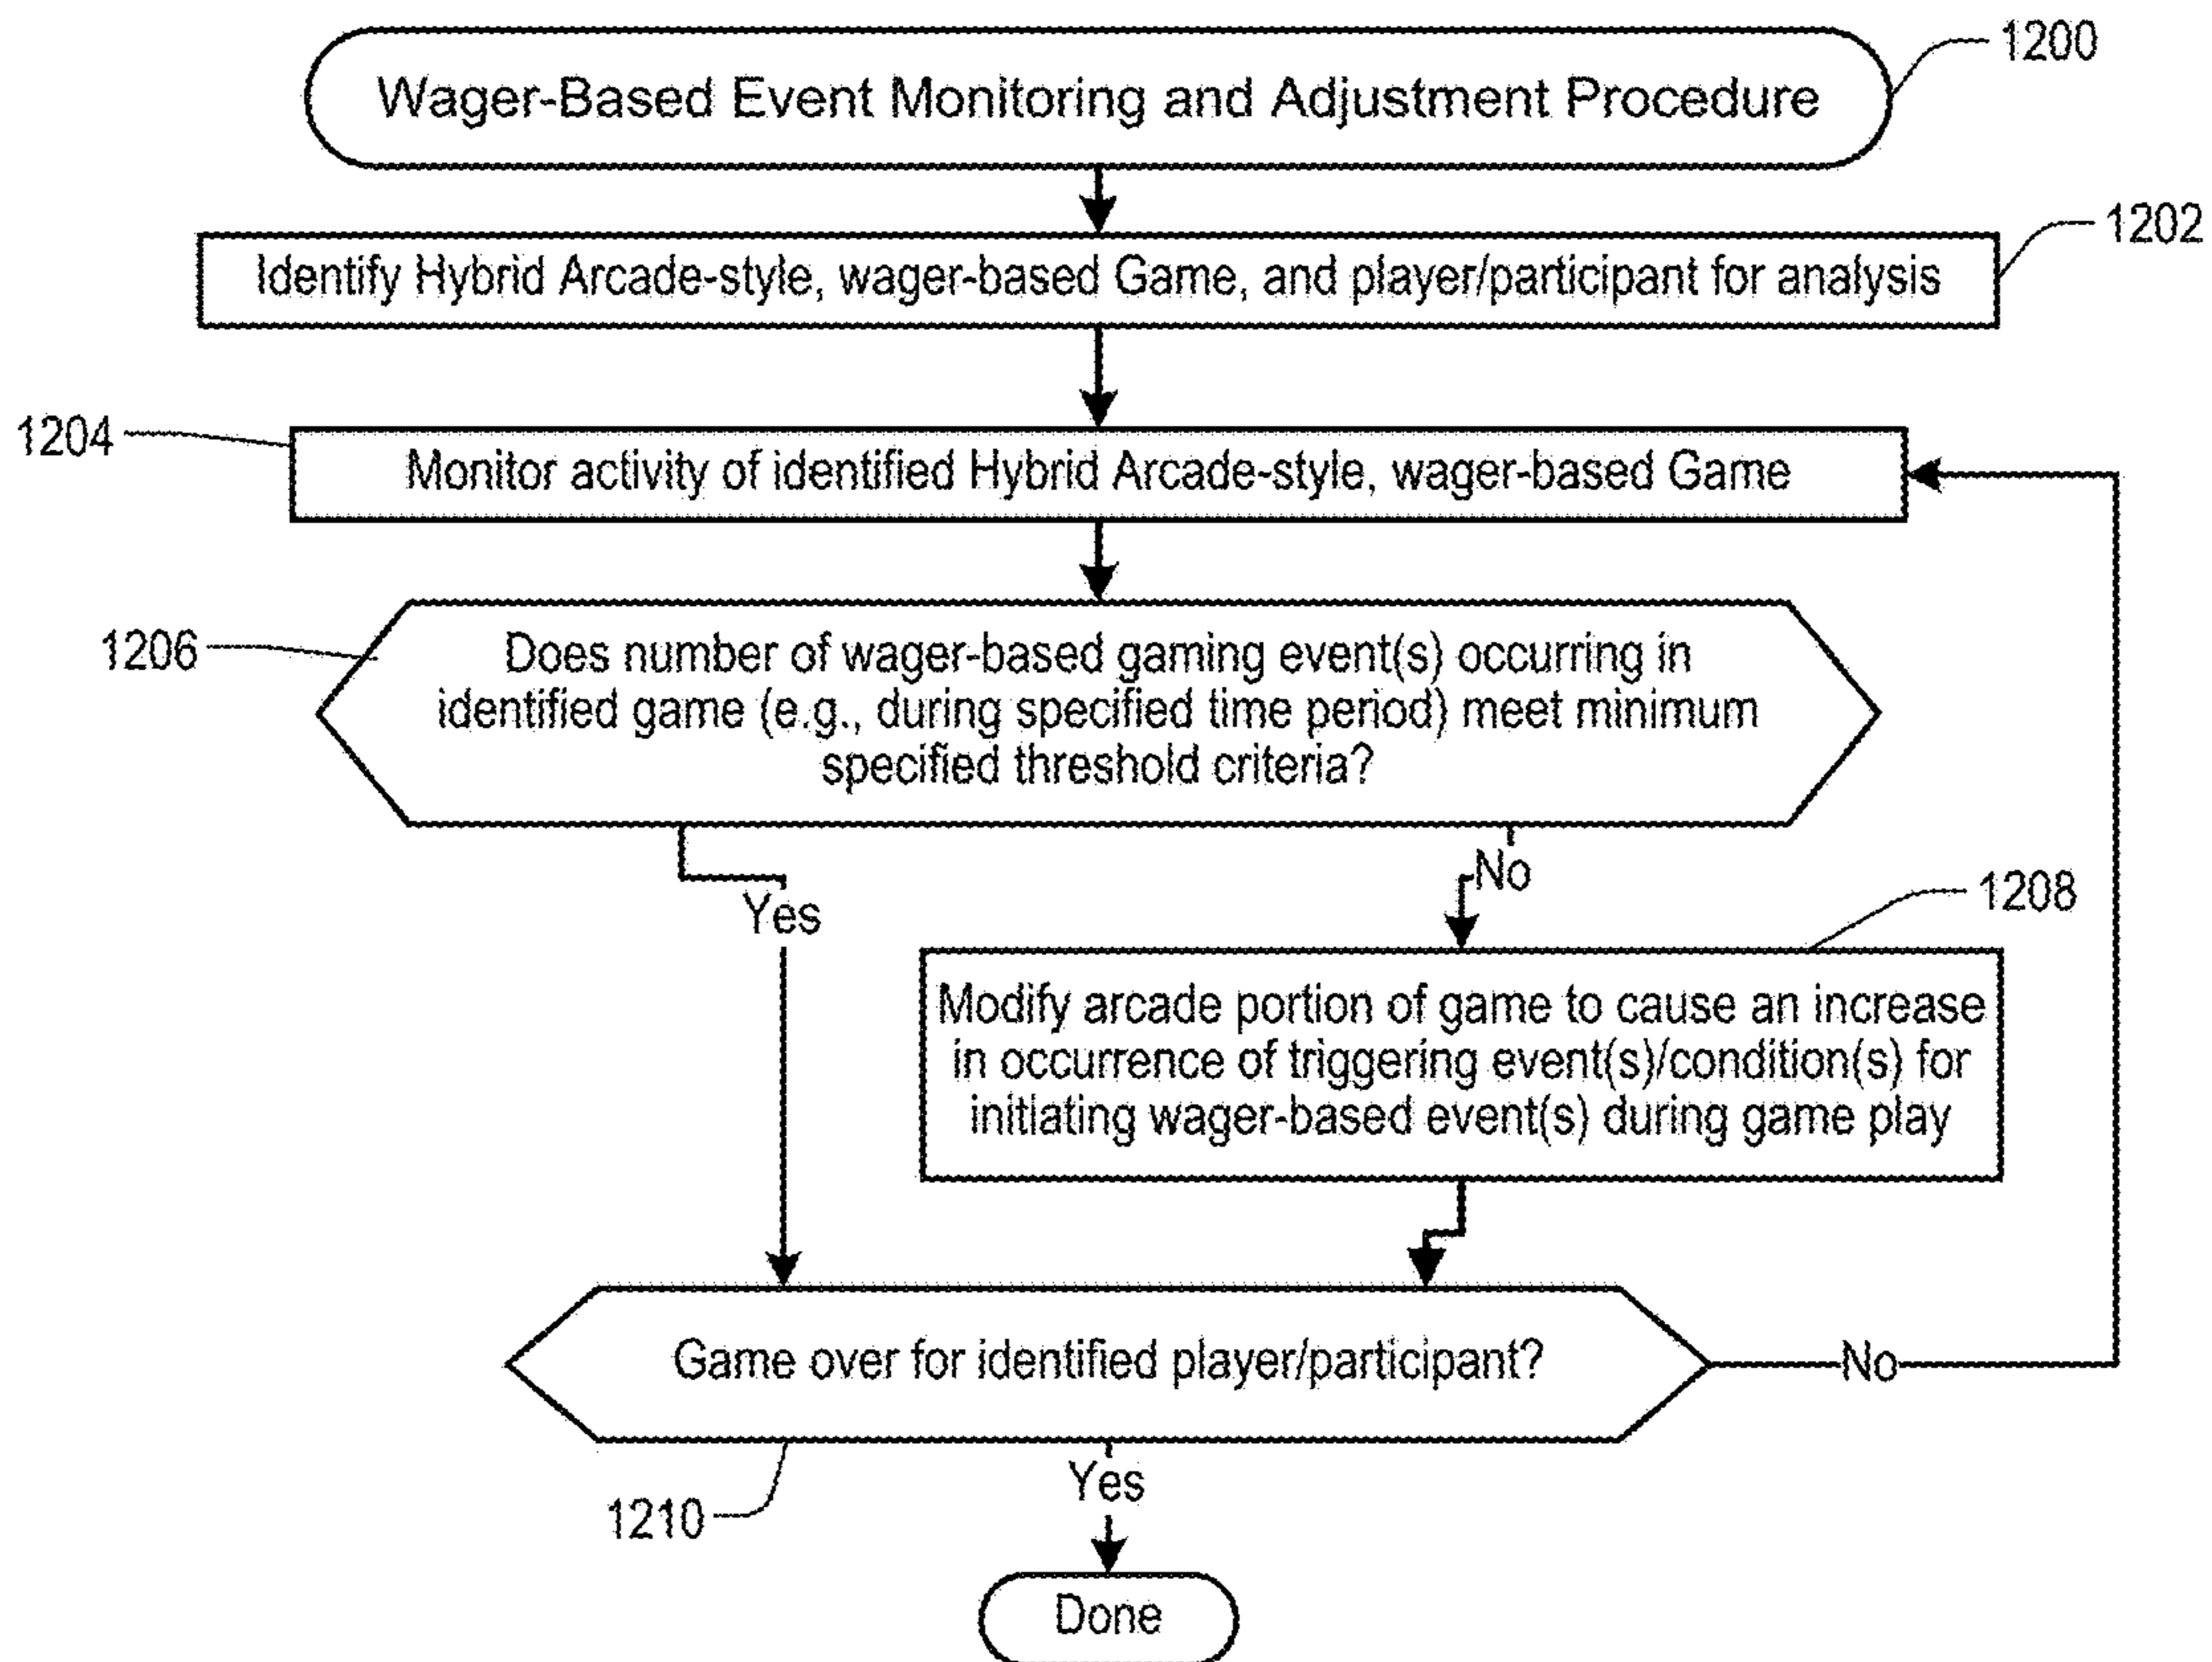 1200
Wager-Based Event Monitoring and Adjustment Procedure
1202
Identify Hybrid Arcade-style, wager-based Game, and player/participant for analysis
1204
Monitor activity of identified Hybrid Arcade-style, wager-based Game
1206
Does number of wager-based gaming event(s) occurring in
identified game (e.g., during specified time period) meet minimum
specified threshold criteria?
No
Yes
1208
Modify arcade portion of game to cause an increase
in occurrence of triggering event(s)/condition(s) for
initiating wager-based event(s) during game play
Game over for identified player/participant?
No
Yes
1210
Done